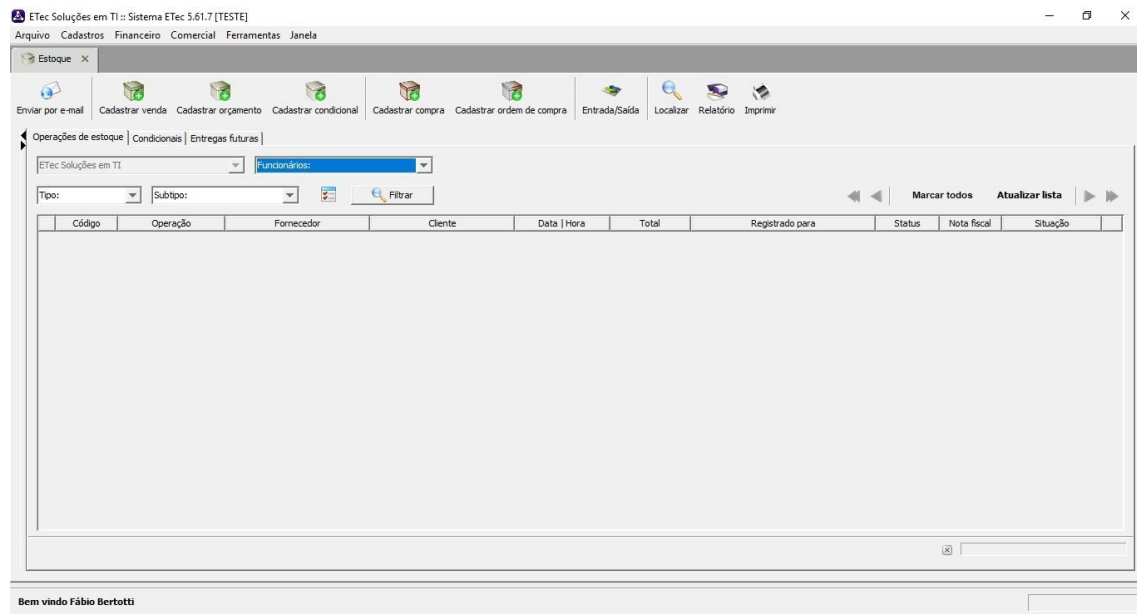 ETec Soluções em TI :: Sistema ETec 5.61.7 [TESTE]
Arquivo Cadastros Financeiro Comercial Ferramentas Janela
Estoque
Enviar por e-mail Cadastrar venda Cadastrar orçamento Cadastrar condicional Cadastrar compra Cadastrar ordem de compra Entrada/Saída Localizar Relatório Imprimir
Operações de estoque Condicionais Entregas futuras
ETec Soluções em TI Funcionários:
Tipo: Subtipo: Filtrar Marcar todos Atualizar lista
Código Operação Fornecedor Cliente Data | Hora Total Registrado para Status Nota fiscal Situação
Bem vindo Fábio Bertotti